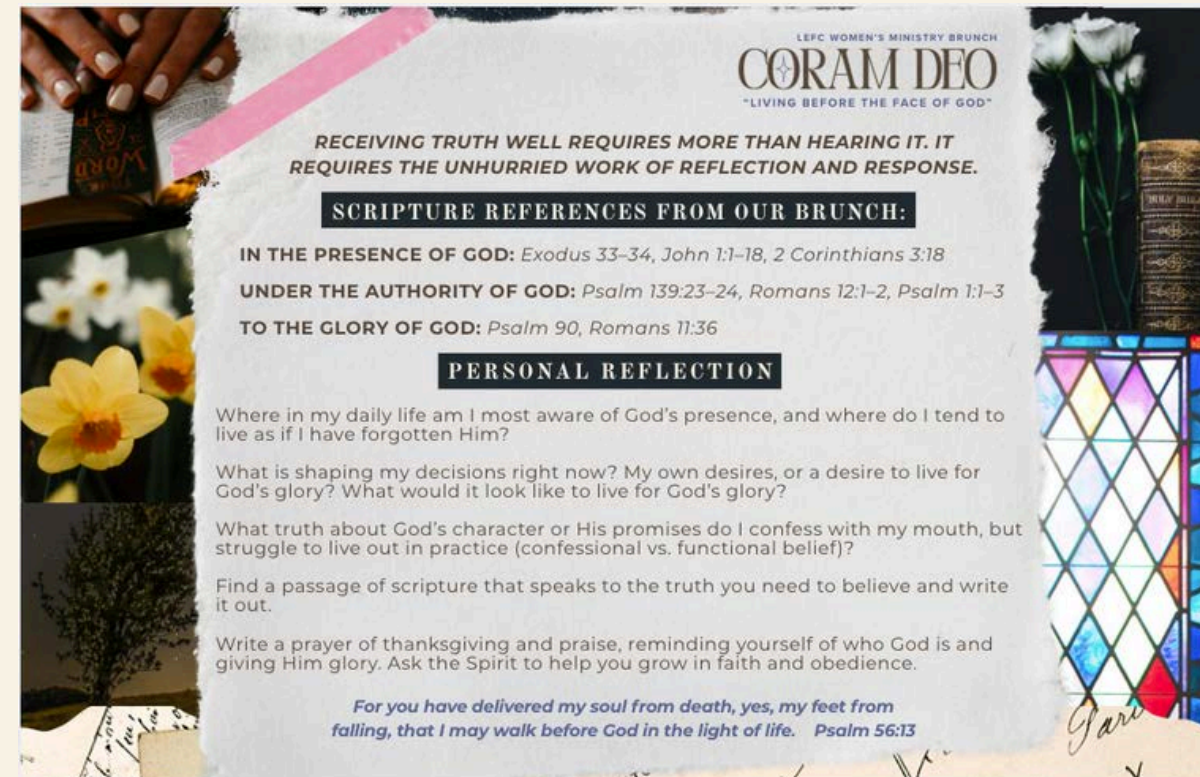 LEFC WOMEN'S MINISTRY BRUNCH
CORAM DEO
"LIVING BEFORE THE FACE OF GOD"
RECEIVING TRUTH WELL REQUIRES MORE THAN HEARING IT. IT
REQUIRES THE UNHURRIED WORK OF REFLECTION AND RESPONSE.
SCRIPTURE REFERENCES FROM OUR BRUNCH:
IN THE PRESENCE OF GOD: Exodus 33–34, John 1:1–18, 2 Corinthians 3:18
UNDER THE AUTHORITY OF GOD: Psalm 139:23–24, Romans 12:1–2, Psalm 1:1–3
TO THE GLORY OF GOD: Psalm 90, Romans 11:36
PERSONAL REFLECTION
Where in my daily life am I most aware of God's presence, and where do I tend to
live as if I have forgotten Him?
What is shaping my decisions right now? My own desires, or a desire to live for
God's glory? What would it look like to live for God's glory?
What truth about God's character or His promises do I confess with my mouth, but
struggle to live out in practice (confessional vs. functional belief)?
Find a passage of scripture that speaks to the truth you need to believe and write
it out.
Write a prayer of thanksgiving and praise, reminding yourself of who God is and
giving Him glory. Ask the Spirit to help you grow in faith and obedience.
For you have delivered my soul from death, yes, my feet from
falling, that I may walk before God in the light of life. Psalm 56:13